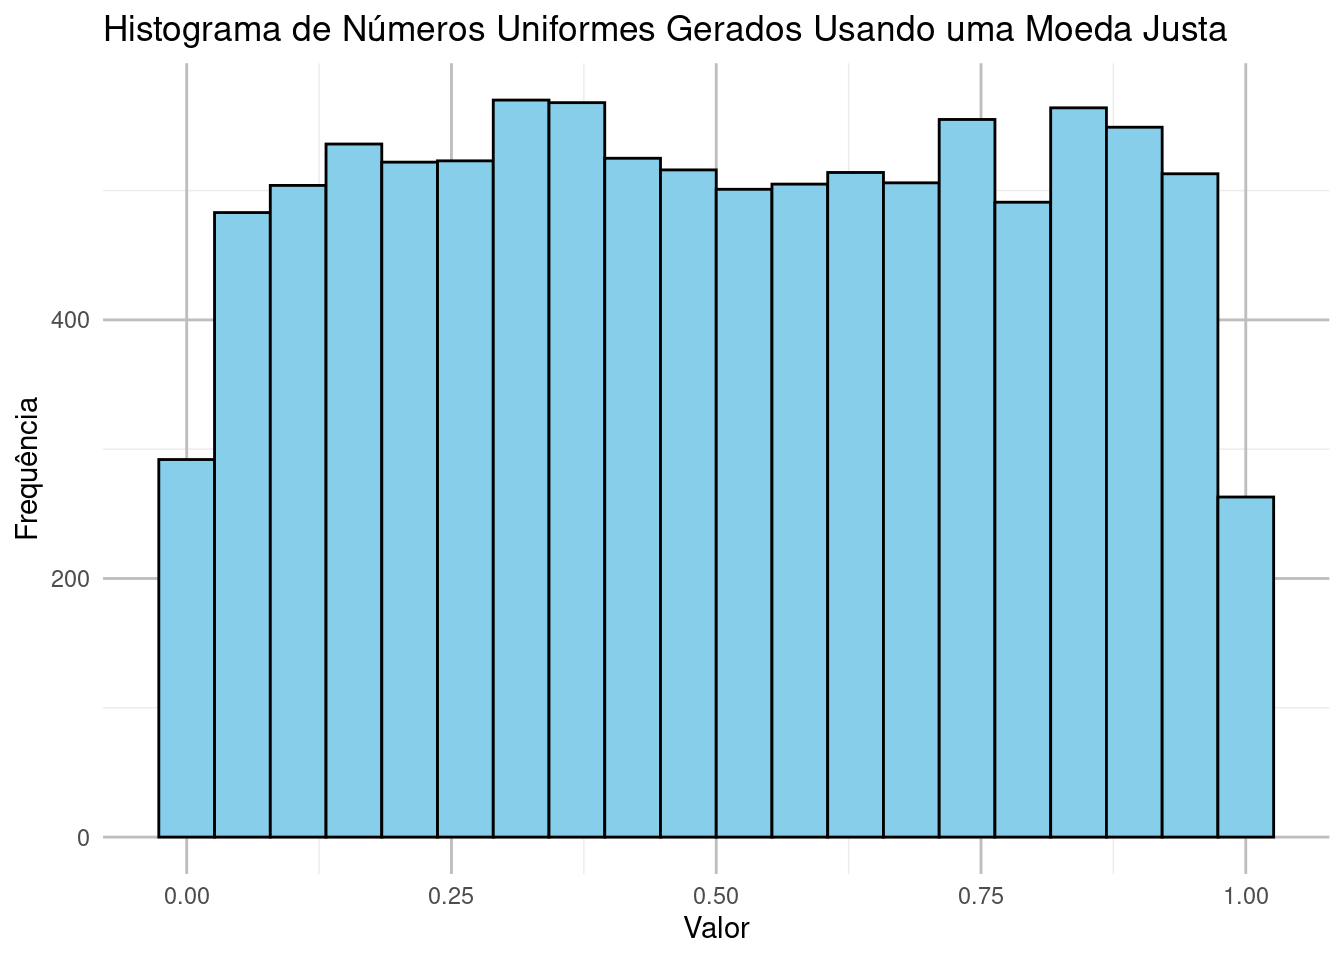 Histograma de Números Uniformes Gerados Usando uma Moeda Justa
Frequência
400
200
0
0.00 0.25 0.50 0.75 1.00
Valor